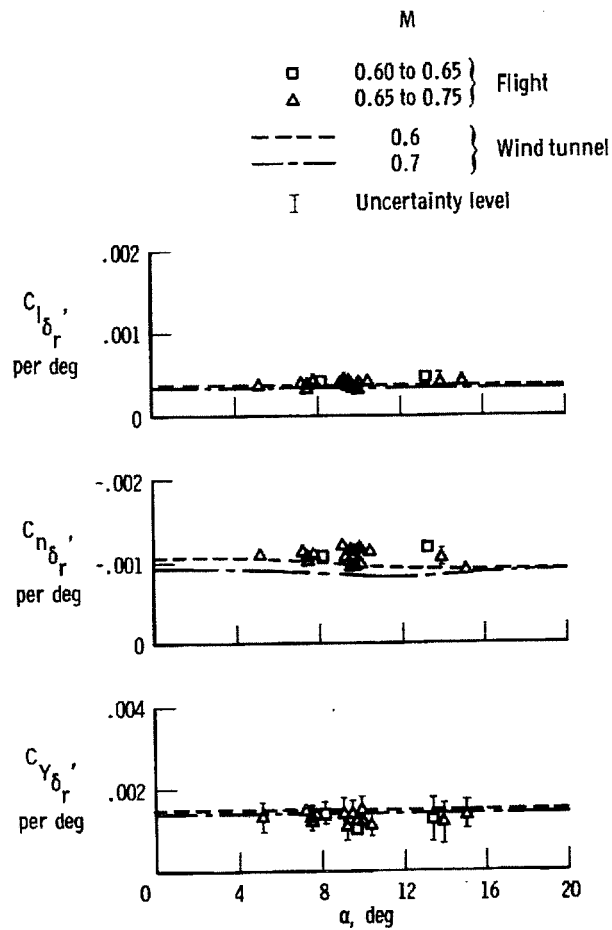 M
0.60 to 0.65
0.65 to 0.75
Flight
0.6
0.7
Wind tunnel
Uncertainty level
.002
C_{l_{δ_r}},
per deg
.001
0
-.002
C_{n_{δ_r}},
per deg
-.001
0
.004
C_{Y_{δ_r}},
per deg
.002
0 4 8 12 16 20
α, deg